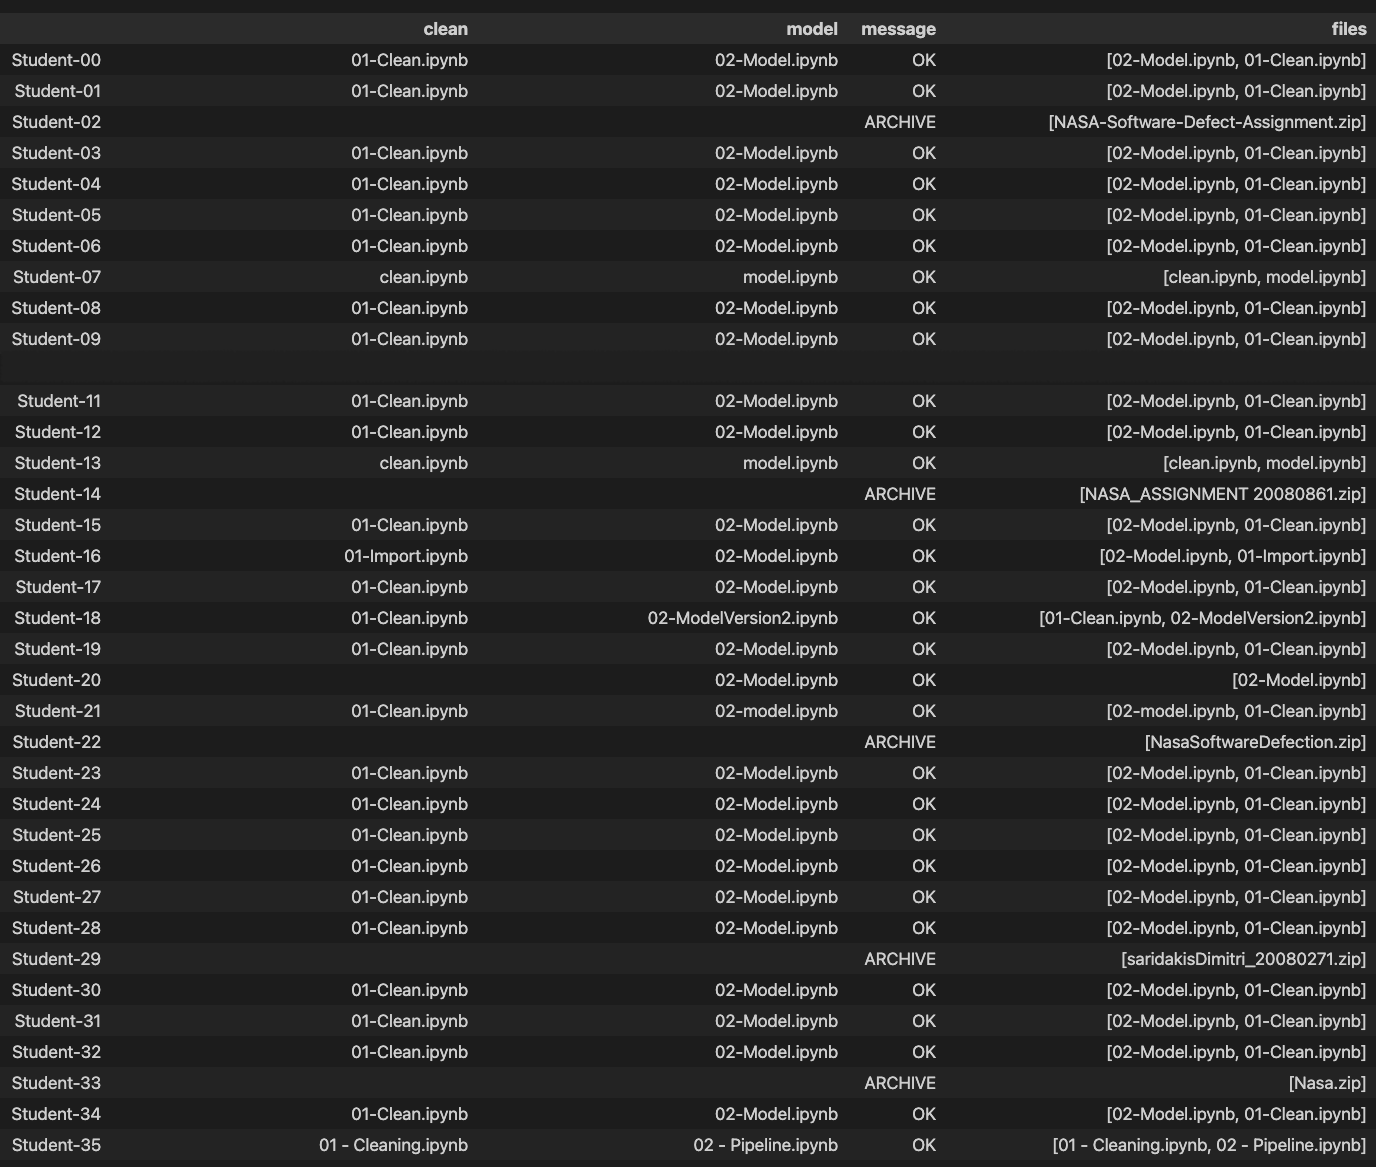 clean model message files
Student-00 01-Clean.ipynb 02-Model.ipynb OK [02-Model.ipynb, 01-Clean.ipynb]
Student-01 01-Clean.ipynb 02-Model.ipynb OK [02-Model.ipynb, 01-Clean.ipynb]
Student-02 ARCHIVE [NASA-Software-Defect-Assignment.zip]
Student-03 01-Clean.ipynb 02-Model.ipynb OK [02-Model.ipynb, 01-Clean.ipynb]
Student-04 01-Clean.ipynb 02-Model.ipynb OK [02-Model.ipynb, 01-Clean.ipynb]
Student-05 01-Clean.ipynb 02-Model.ipynb OK [02-Model.ipynb, 01-Clean.ipynb]
Student-06 01-Clean.ipynb 02-Model.ipynb OK [02-Model.ipynb, 01-Clean.ipynb]
Student-07 clean.ipynb model.ipynb OK [clean.ipynb, model.ipynb]
Student-08 01-Clean.ipynb 02-Model.ipynb OK [02-Model.ipynb, 01-Clean.ipynb]
Student-09 01-Clean.ipynb 02-Model.ipynb OK [02-Model.ipynb, 01-Clean.ipynb]
Student-11 01-Clean.ipynb 02-Model.ipynb OK [02-Model.ipynb, 01-Clean.ipynb]
Student-12 01-Clean.ipynb 02-Model.ipynb OK [02-Model.ipynb, 01-Clean.ipynb]
Student-13 clean.ipynb model.ipynb OK [clean.ipynb, model.ipynb]
Student-14 ARCHIVE [NASA_ASSIGNMENT 20080861.zip]
Student-15 01-Clean.ipynb 02-Model.ipynb OK [02-Model.ipynb, 01-Clean.ipynb]
Student-16 01-Import.ipynb 02-Model.ipynb OK [02-Model.ipynb, 01-Import.ipynb]
Student-17 01-Clean.ipynb 02-Model.ipynb OK [02-Model.ipynb, 01-Clean.ipynb]
Student-18 01-Clean.ipynb 02-ModelVersion2.ipynb OK [01-Clean.ipynb, 02-ModelVersion2.ipynb]
Student-19 01-Clean.ipynb 02-Model.ipynb OK [02-Model.ipynb, 01-Clean.ipynb]
Student-20 02-Model.ipynb OK [02-Model.ipynb]
Student-21 01-Clean.ipynb 02-model.ipynb OK [02-model.ipynb, 01-Clean.ipynb]
Student-22 ARCHIVE [NasaSoftwareDefection.zip]
Student-23 01-Clean.ipynb 02-Model.ipynb OK [02-Model.ipynb, 01-Clean.ipynb]
Student-24 01-Clean.ipynb 02-Model.ipynb OK [02-Model.ipynb, 01-Clean.ipynb]
Student-25 01-Clean.ipynb 02-Model.ipynb OK [02-Model.ipynb, 01-Clean.ipynb]
Student-26 01-Clean.ipynb 02-Model.ipynb OK [02-Model.ipynb, 01-Clean.ipynb]
Student-27 01-Clean.ipynb 02-Model.ipynb OK [02-Model.ipynb, 01-Clean.ipynb]
Student-28 01-Clean.ipynb 02-Model.ipynb OK [02-Model.ipynb, 01-Clean.ipynb]
Student-29 ARCHIVE [saridakisDimitri_20080271.zip]
Student-30 01-Clean.ipynb 02-Model.ipynb OK [02-Model.ipynb, 01-Clean.ipynb]
Student-31 01-Clean.ipynb 02-Model.ipynb OK [02-Model.ipynb, 01-Clean.ipynb]
Student-32 01-Clean.ipynb 02-Model.ipynb OK [02-Model.ipynb, 01-Clean.ipynb]
Student-33 ARCHIVE [Nasa.zip]
Student-34 01-Clean.ipynb 02-Model.ipynb OK [02-Model.ipynb, 01-Clean.ipynb]
Student-35 01 - Cleaning.ipynb 02 - Pipeline.ipynb OK [01 - Cleaning.ipynb, 02 - Pipeline.ipynb]